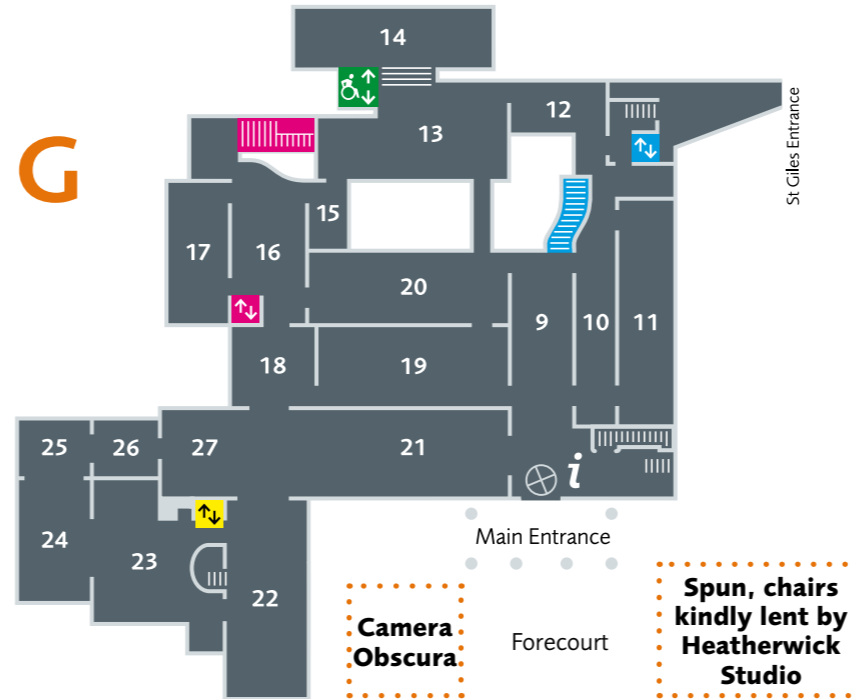 G
14
12
13
St Giles Entrance
15
17
16
20
9
10
11
18
19
25
26
27
21
i
24
23
22
Main Entrance
Camera
Obscura
Forecourt
Spun, chairs
kindly lent by
Heatherwick
Studio